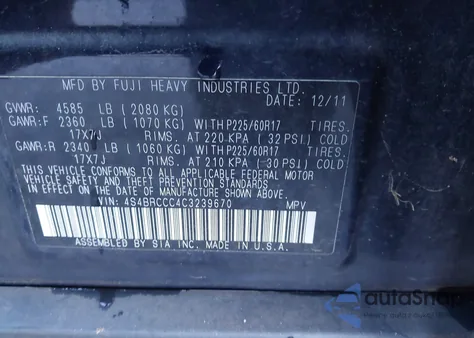 MFD BY FUJI HEAVY INDUSTRIES LTD. DATE: 12/11
GVWR: 4585 LB (2080 KG)
GAWR:F 2360 LB (1070 KG) WITH P225/60R17 TIRES.
17X7J RIMS. AT 220 KPA (32 PSI) COLD
GAWR:R 2340 LB (1060 KG) WITH P225/60R17 TIRES.
17X7J RIMS. AT 210 KPA (30 PSI) COLD
THIS VEHICLE CONFORMS TO ALL APPLICABLE FEDERAL MOTOR
VEHICLE SAFETY AND THEFT PREVENTION STANDARDS IN EFFECT
ON THE DATE OF MANUFACTURE SHOWN ABOVE.
VIN: 4S4BRCCC4C3239670 MPV
ASSEMBLED BY SIA INC. MADE IN U.S.A.
autoSnap